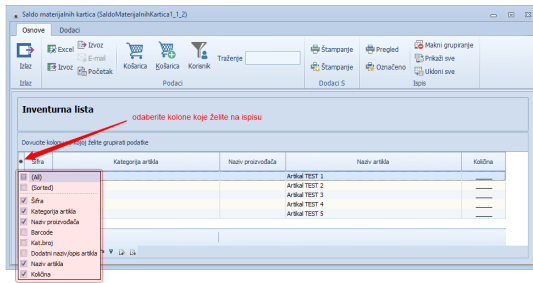 Saldo materijalnih kartica (SaldoMaterijalnihKartica1_1_2)
Osnove Dodaci
Izlaz
Excel
Izvoz
Izvoz
E-mail
Početak
Košarica
Košarica
Korisnik
Traženje
Štampanje
Štampanje
Pregled
Označeno
Makni grupiranje
Prikaži sve
Ukloni sve
Izlaz Podaci Dodaci S Ispis
Inventurna lista
odaberite kolone koje želite na ispisu
Dovucite kolonu po kojoj želite grupirati podatke
Šifra Kategorija artikla Naziv proizvođača Naziv artikla Količina
Artikal TEST 1
Artikal TEST 2
Artikal TEST 3
Artikal TEST 4
Artikal TEST 5
(All)
(Sorted)
Šifra
Kategorija artikla
Naziv proizvođača
Barcode
Kat.broj
Dodatni naziv/opis artikla
Naziv artikla
Količina